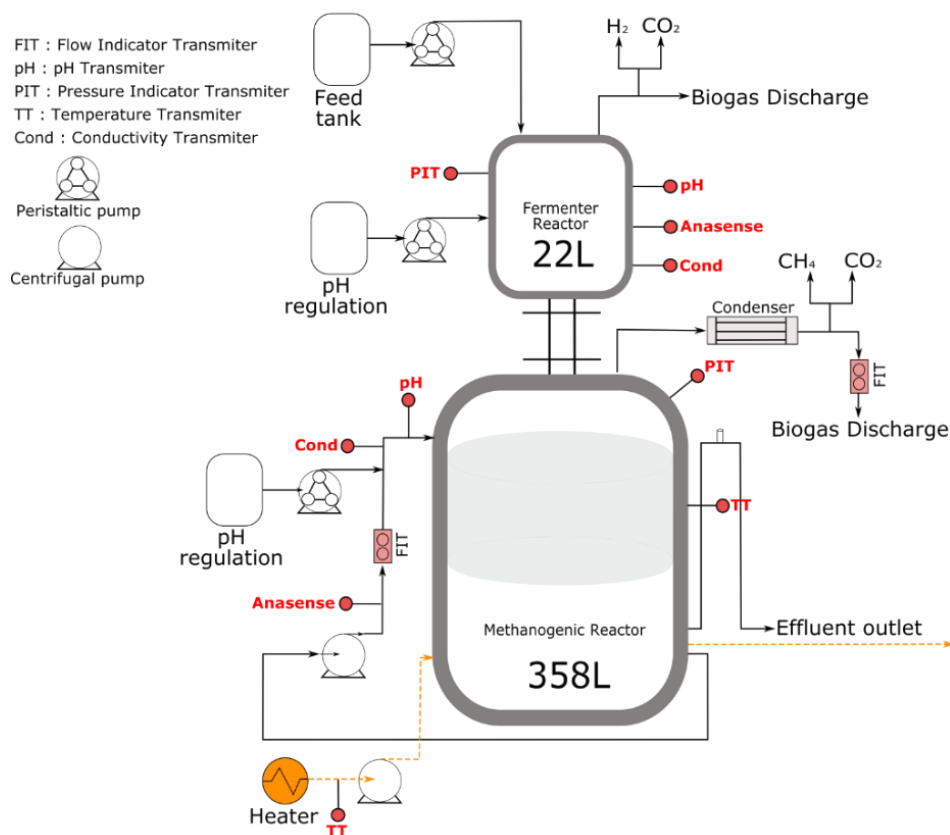 FIT : Flow Indicator Transmiter
pH : pH Transmiter
PIT : Pressure Indicator Transmiter
TT : Temperature Transmiter
Cond : Conductivity Transmiter
Peristaltic pump
Centrifugal pump
Feed
tank
H₂ CO₂
Biogas Discharge
PIT
pH
Fermenter
Reactor
22L
Anasense
Cond
pH
regulation
CH₄ CO₂
Condenser
PIT
FIT
Biogas Discharge
pH
Cond
TT
pH
regulation
FIT
Anasense
Methanogenic Reactor
358L
Effluent outlet
Heater
TT